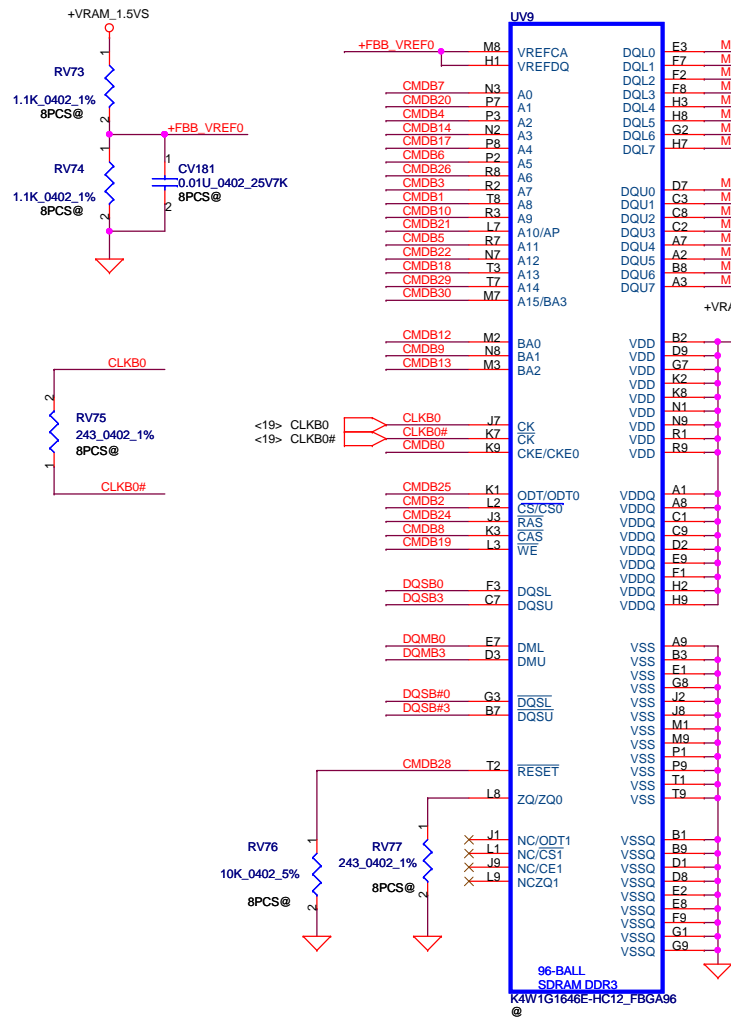 +VRAM_1.5VS
1
RV73
1.1K_0402_1%
8PCS@
2
+FBB_VREF0
1
RV74
1.1K_0402_1%
8PCS@
2
1
CV181
0.01U_0402_25V7K
8PCS@
2
CLKB0
2
RV75
243_0402_1%
8PCS@
1
CLKB0#
UV9
+FBB_VREF0 M8 VREFCA
H1 VREFDQ
CMDB7 N3 A0
CMDB20 P7 A1
CMDB4 P3 A2
CMDB14 N2 A3
CMDB17 P8 A4
CMDB6 P2 A5
CMDB26 R8 A6
CMDB3 R2 A7
CMDB1 T8 A8
CMDB10 R3 A9
CMDB21 L7 A10/AP
CMDB5 R7 A11
CMDB22 N7 A12
CMDB18 T3 A13
CMDB29 T7 A14
CMDB30 M7 A15/BA3
CMDB12 M2 BA0
CMDB9 N8 BA1
CMDB13 M3 BA2
<19> CLKB0 CLKB0 J7 CK
<19> CLKB0# CLKB0# K7 CK
CMDB0 K9 CKE/CKE0
CMDB25 K1 ODT/ODT0
CMDB2 L2 CS/CS0
CMDB24 J3 RAS
CMDB8 K3 CAS
CMDB19 L3 WE
DQSB0 F3 DQSL
DQSB3 C7 DQSU
DQMB0 E7 DML
DQMB3 D3 DMU
DQSB#0 G3 DQSL
DQSB#3 B7 DQSU
CMDB28 T2 RESET
L8 ZQ/ZQ0
J1 NC/ODT1
L1 NC/CS1
J9 NC/CE1
L9 NCZQ1
1
RV76
10K_0402_5%
8PCS@
2
1
RV77
243_0402_1%
8PCS@
2
DQL0 E3 M
DQL1 F7 M
DQL2 F2 M
DQL3 F8 M
DQL4 H3 M
DQL5 H8 M
DQL6 G2 M
DQL7 H7 M
DQU0 D7 M
DQU1 C3 M
DQU2 C8 M
DQU3 C2 M
DQU4 A7 M
DQU5 A2 M
DQU6 B8 M
DQU7 A3 M
VDD B2
VDD D9
VDD G7
VDD K2
VDD K8
VDD N1
VDD N9
VDD R1
VDD R9
VDDQ A1
VDDQ A8
VDDQ C1
VDDQ C9
VDDQ D2
VDDQ E9
VDDQ F1
VDDQ H2
VDDQ H9
VSS A9
VSS B3
VSS E1
VSS G8
VSS J2
VSS J8
VSS M1
VSS M9
VSS P1
VSS P9
VSS T1
VSS T9
VSSQ B1
VSSQ B9
VSSQ D1
VSSQ D8
VSSQ E2
VSSQ E8
VSSQ F9
VSSQ G1
VSSQ G9
96-BALL
SDRAM DDR3
K4W1G1646E-HC12_FBGA96
@